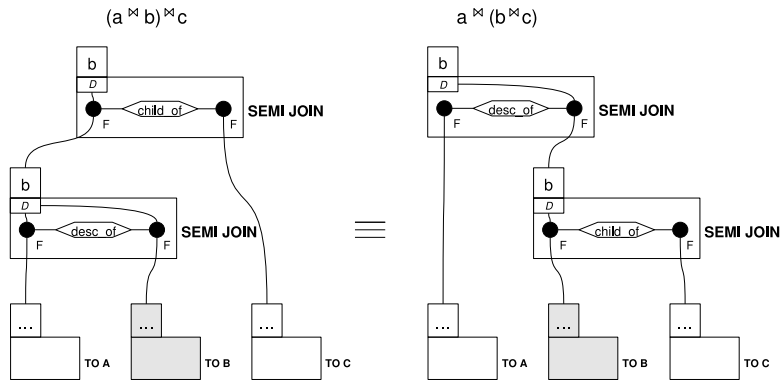 (a ⋈ b) ⋈ c
b
D
F
child_of
F
SEMI JOIN
b
D
F
desc_of
F
SEMI JOIN
...
TO A
...
TO B
...
TO C
≡
a ⋈ (b ⋈ c)
b
D
F
desc_of
F
SEMI JOIN
b
D
F
child_of
F
SEMI JOIN
...
TO A
...
TO B
...
TO C